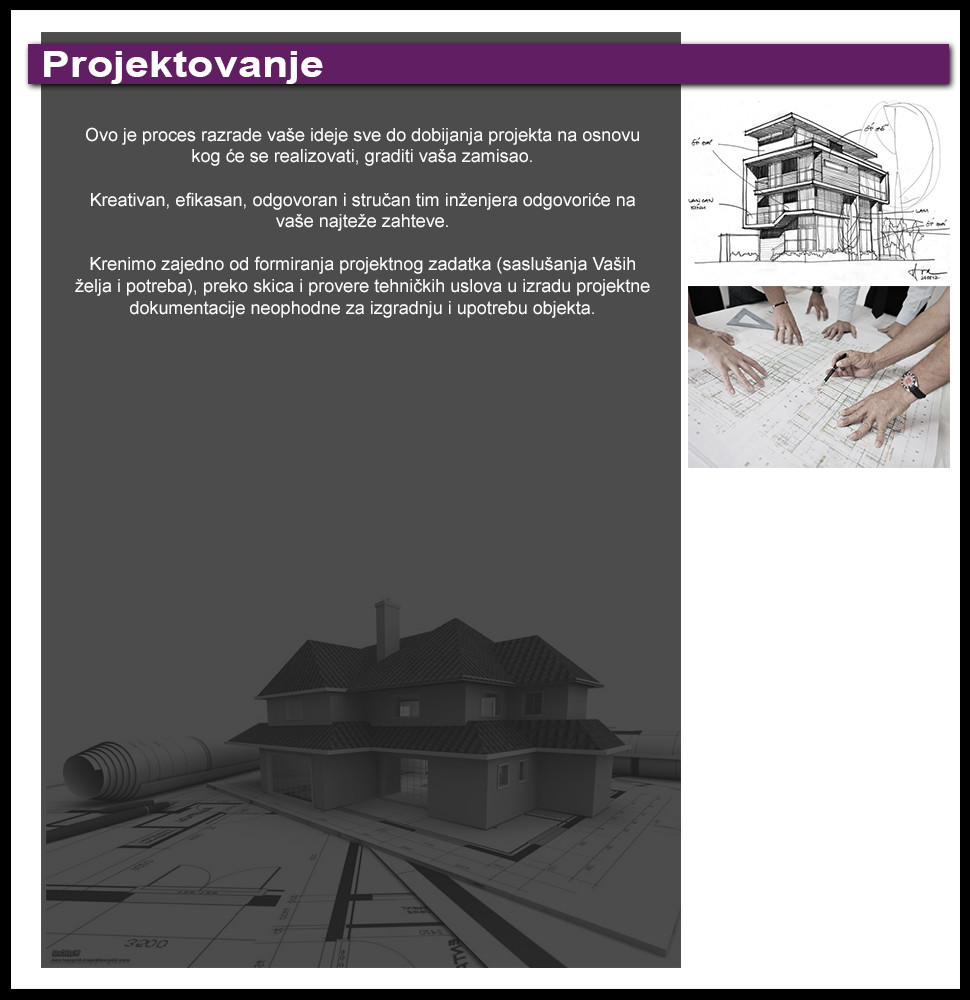 Projektovanje
Ovo je proces razrade vaše ideje sve do dobijanja projekta na osnovu
kog će se realizovati, graditi vaša zamisao.
Kreativan, efikasan, odgovoran i stručan tim inženjera odgovoriće na
vaše najteže zahteve.
Krenimo zajedno od formiranja projektnog zadatka (saslušanja Vaših
želja i potreba), preko skica i provere tehničkih uslova u izradu projektne
dokumentacije neophodne za izgradnju i upotrebu objekta.
3200